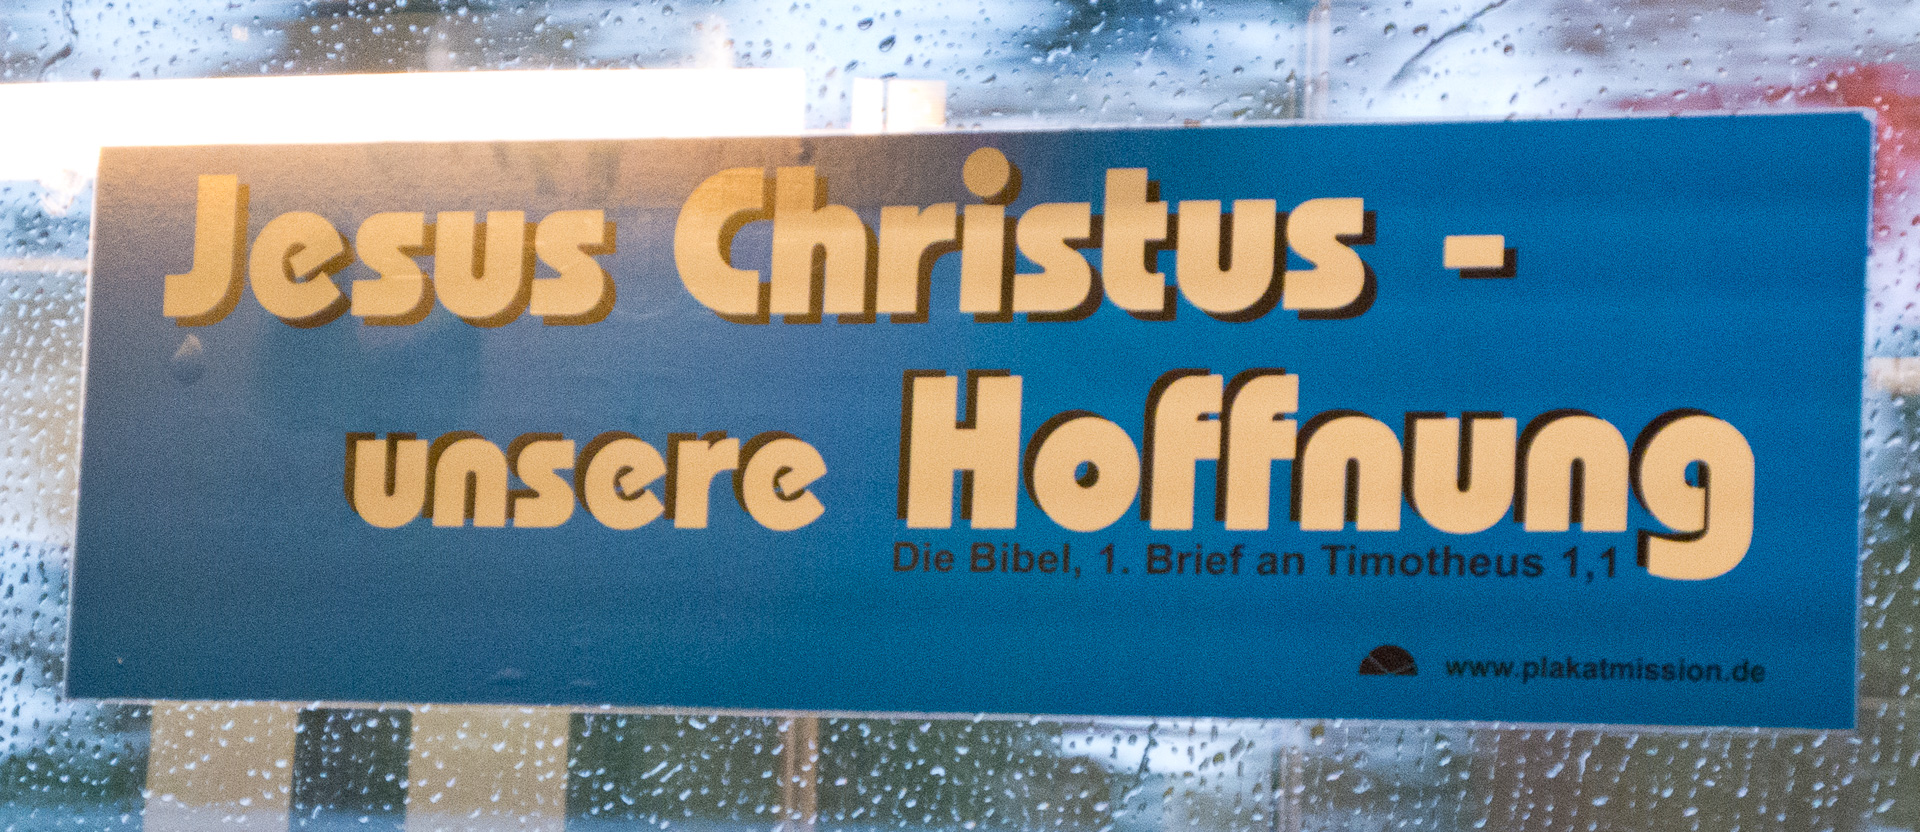 Jesus Christus -
unsere Hoffnung
Die Bibel, 1. Brief an Timotheus 1,1
www.plakatmission.de